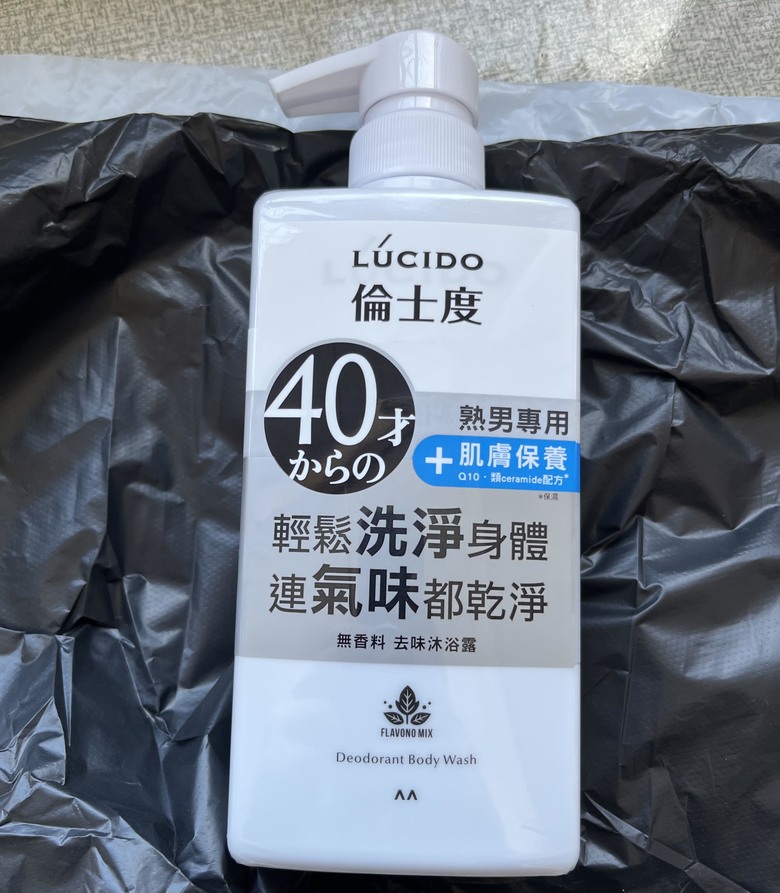 LÚCIDO
倫士度
40才
からの
熟男專用
+肌膚保養
Q10・類ceramide配方*
*保濕
輕鬆洗淨身體
連氣味都乾淨
無香料 去味沐浴露
FLAVONO MIX
Deodorant Body Wash